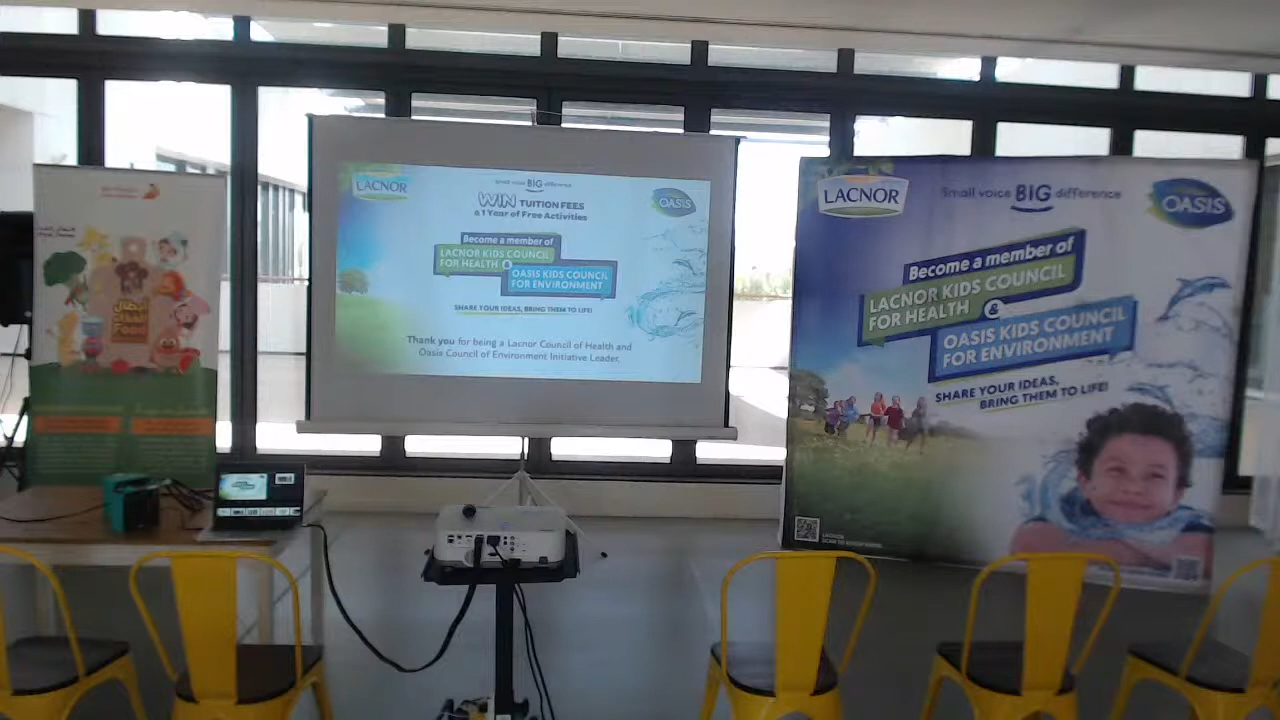 Food
LACNOR
Small voice BIG difference
WIN TUITION FEES
& 1 Year of Free Activities
OASIS
Become a member of
LACNOR KIDS COUNCIL
FOR HEALTH &
OASIS KIDS COUNCIL
FOR ENVIRONMENT
SHARE YOUR IDEAS, BRING THEM TO LIFE!
Thank you for being a Lacnor Council of Health and
Oasis Council of Environment Initiative Leader.
LACNOR
Small voice BIG difference
OASIS
Become a member of
LACNOR KIDS COUNCIL
FOR HEALTH &
OASIS KIDS COUNCIL
FOR ENVIRONMENT
SHARE YOUR IDEAS,
BRING THEM TO LIFE!